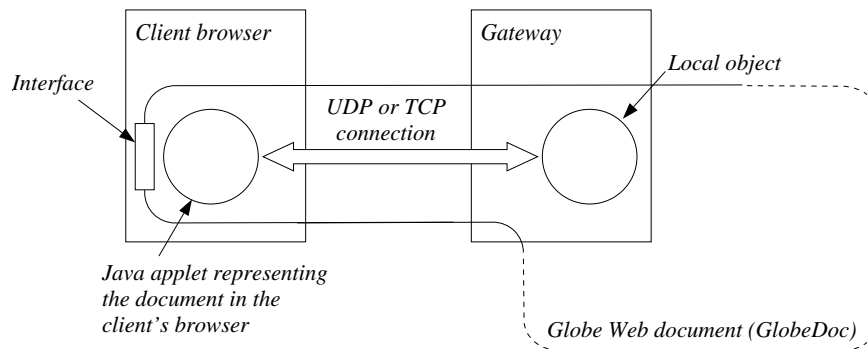 Client browser
Gateway
Local object
Interface
UDP or TCP
connection
Java applet representing
the document in the
client's browser
Globe Web document (GlobeDoc)